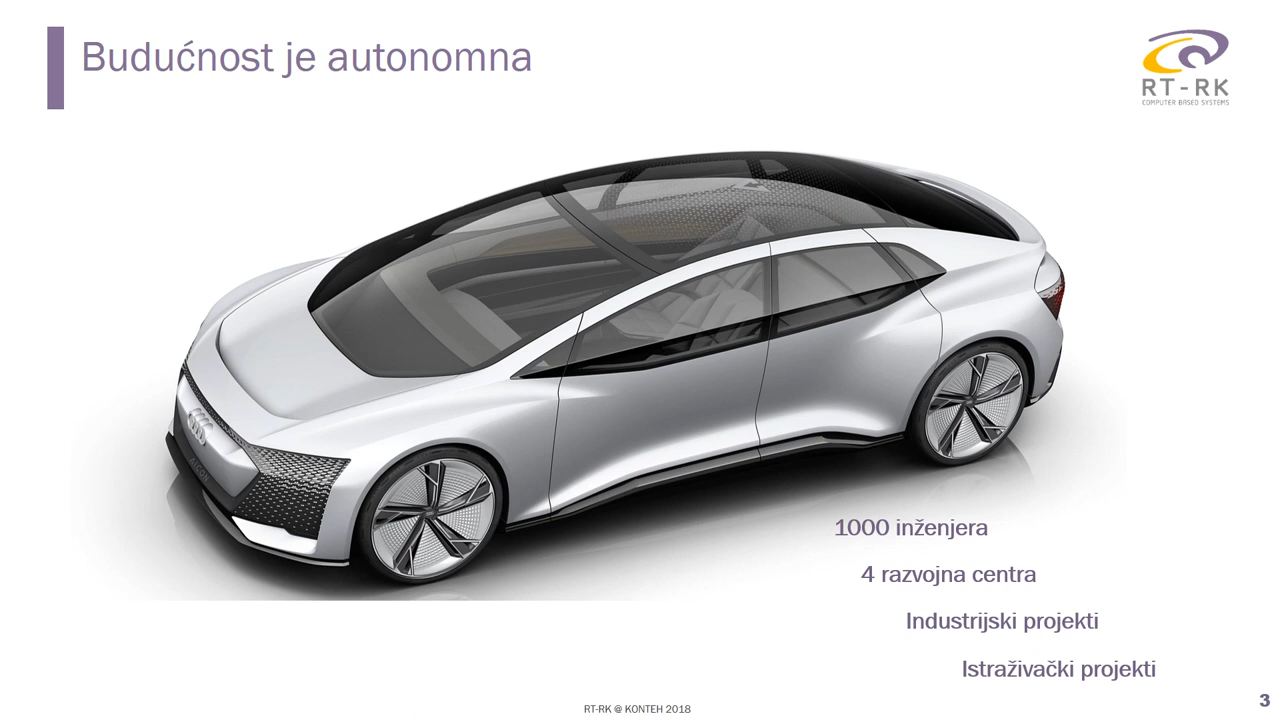 Budućnost je autonomna
RT-RK
COMPUTER BASED SYSTEMS
AICON
1000 inženjera
4 razvojna centra
Industrijski projekti
Istraživački projekti
RT-RK @ KONTEH 2018
3